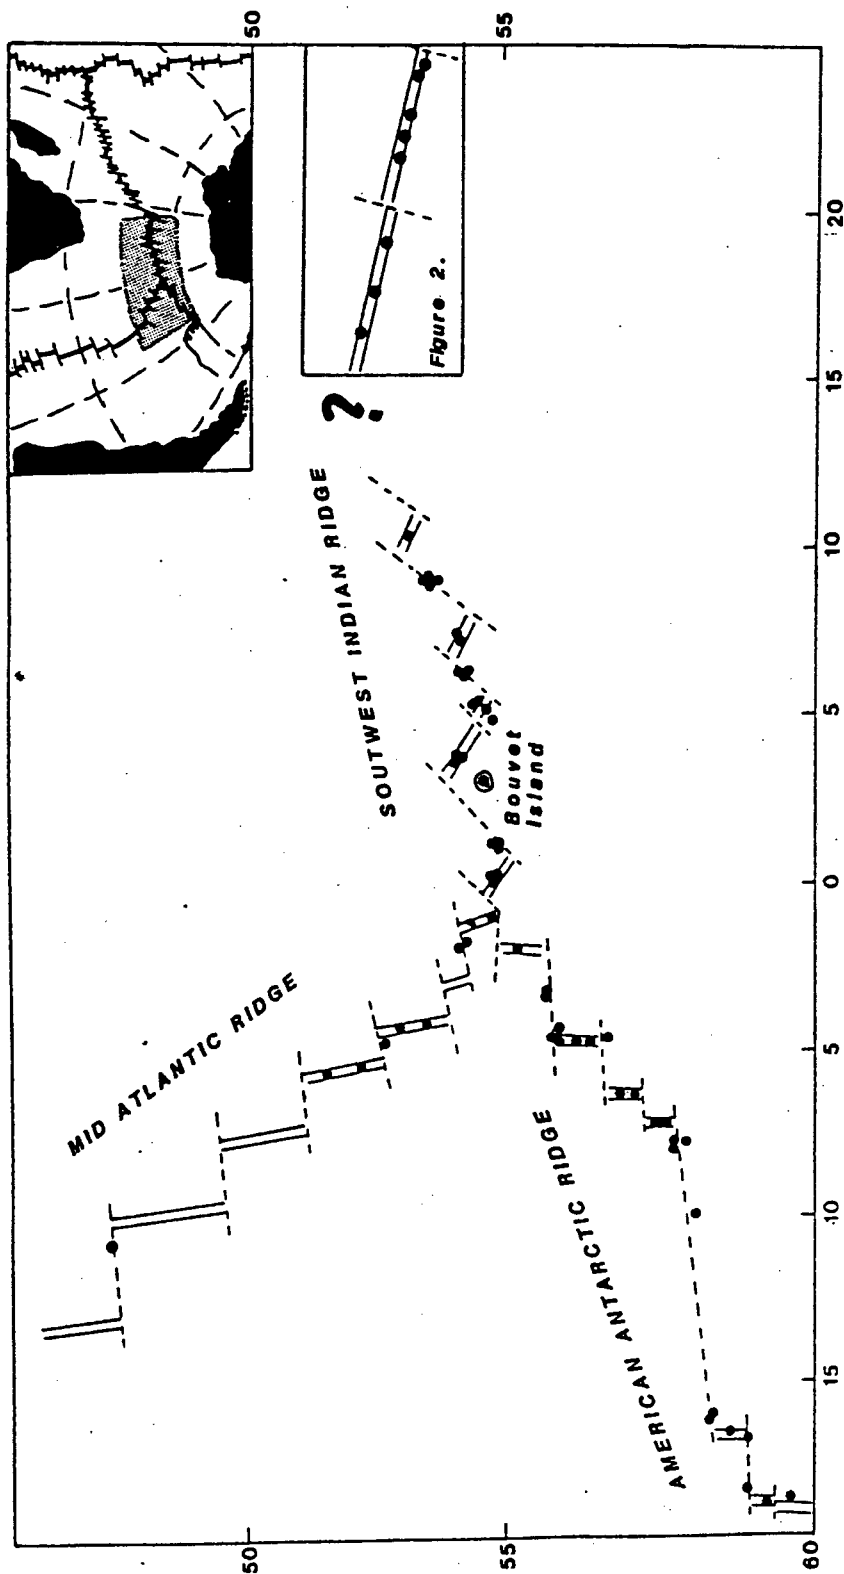 50
55
20
15
10
5
0
5
10
15
50
55
60
Figure 2.
?
SOUTWEST INDIAN RIDGE
Bouvet
Island
MID ATLANTIC RIDGE
AMERICAN ANTARCTIC RIDGE